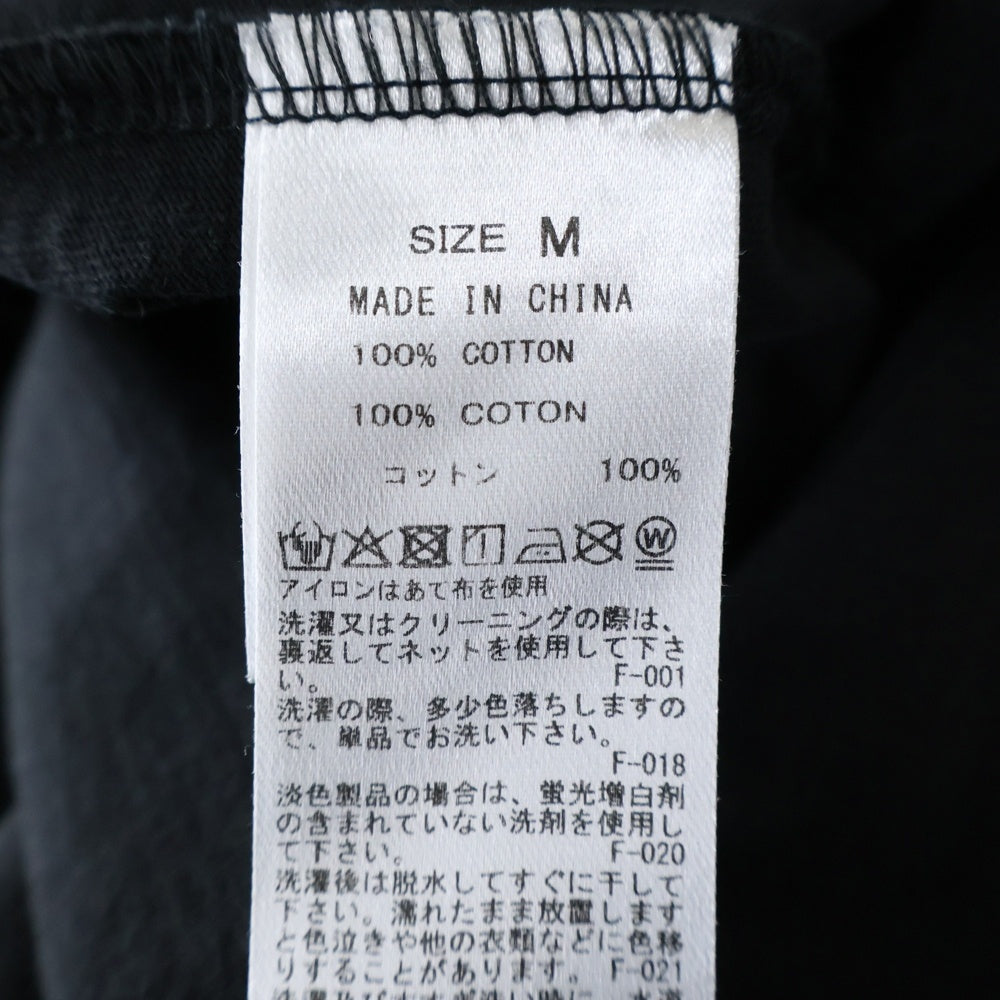 SIZE M
MADE IN CHINA
100% COTTON
100% COTON
コットン 100%
W
アイロンはあて布を使用
洗濯又はクリーニングの際は、
裏返してネットを使用して下さ
い。 F-001
洗濯の際、多少色落ちしますの
で、単品でお洗い下さい。
F-018
淡色製品の場合は、蛍光増白剤
の含まれていない洗剤を使用し
て下さい。 F-020
洗濯後は脱水してすぐに干して
下さい。濡れたまま放置します
と色泣きや他の衣類などに色移
りすることがあります。 F-021